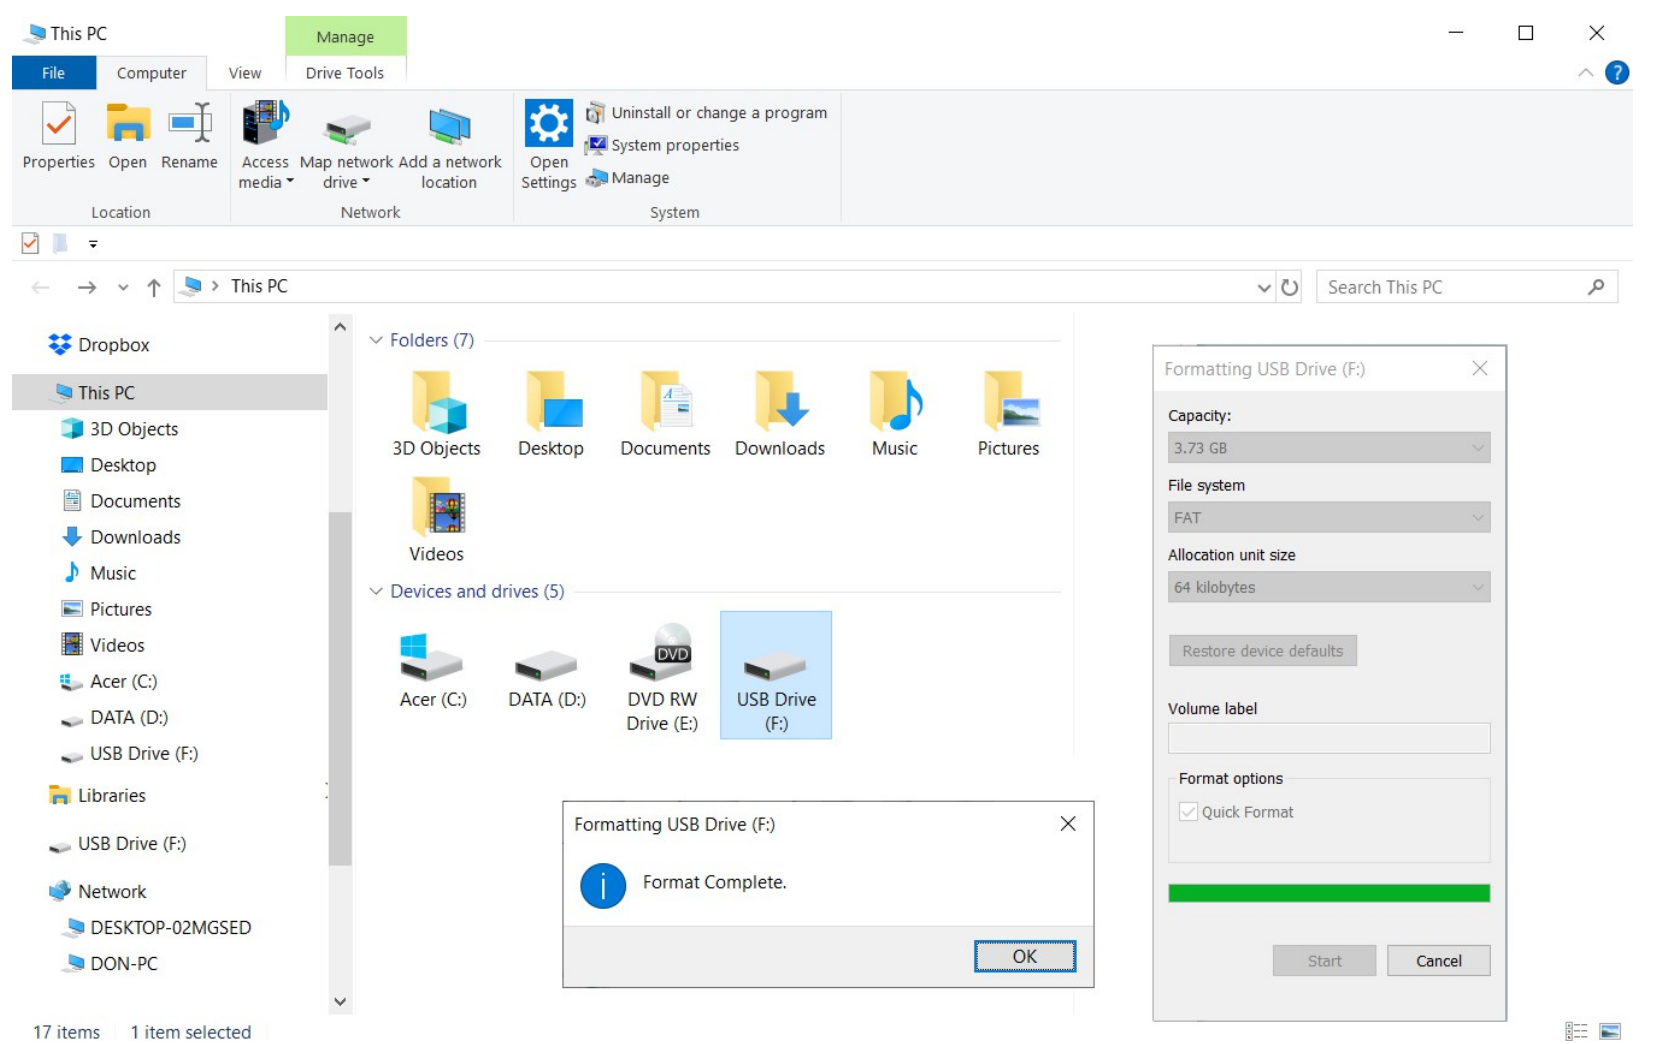 This PC
Manage
File
Computer
View
Drive Tools
Properties
Open
Rename
Access
media
Map network
drive
Add a network
location
Open
Settings
Uninstall or change a program
System properties
Manage
Location
Network
System
This PC
Search This PC
Dropbox
This PC
3D Objects
Desktop
Documents
Downloads
Music
Pictures
Videos
Acer (C:)
DATA (D:)
USB Drive (F:)
Libraries
USB Drive (F:)
Network
DESKTOP-02MGSED
DON-PC
Folders (7)
3D Objects
Desktop
Documents
Downloads
Music
Pictures
Videos
Devices and drives (5)
Acer (C:)
DATA (D:)
DVD
DVD RW
Drive (E:)
USB Drive
(F:)
Formatting USB Drive (F:)
Format Complete.
OK
Formatting USB Drive (F:)
Capacity:
3.73 GB
File system
FAT
Allocation unit size
64 kilobytes
Restore device defaults
Volume label
Format options
Quick Format
Start
Cancel
17 items
1 item selected